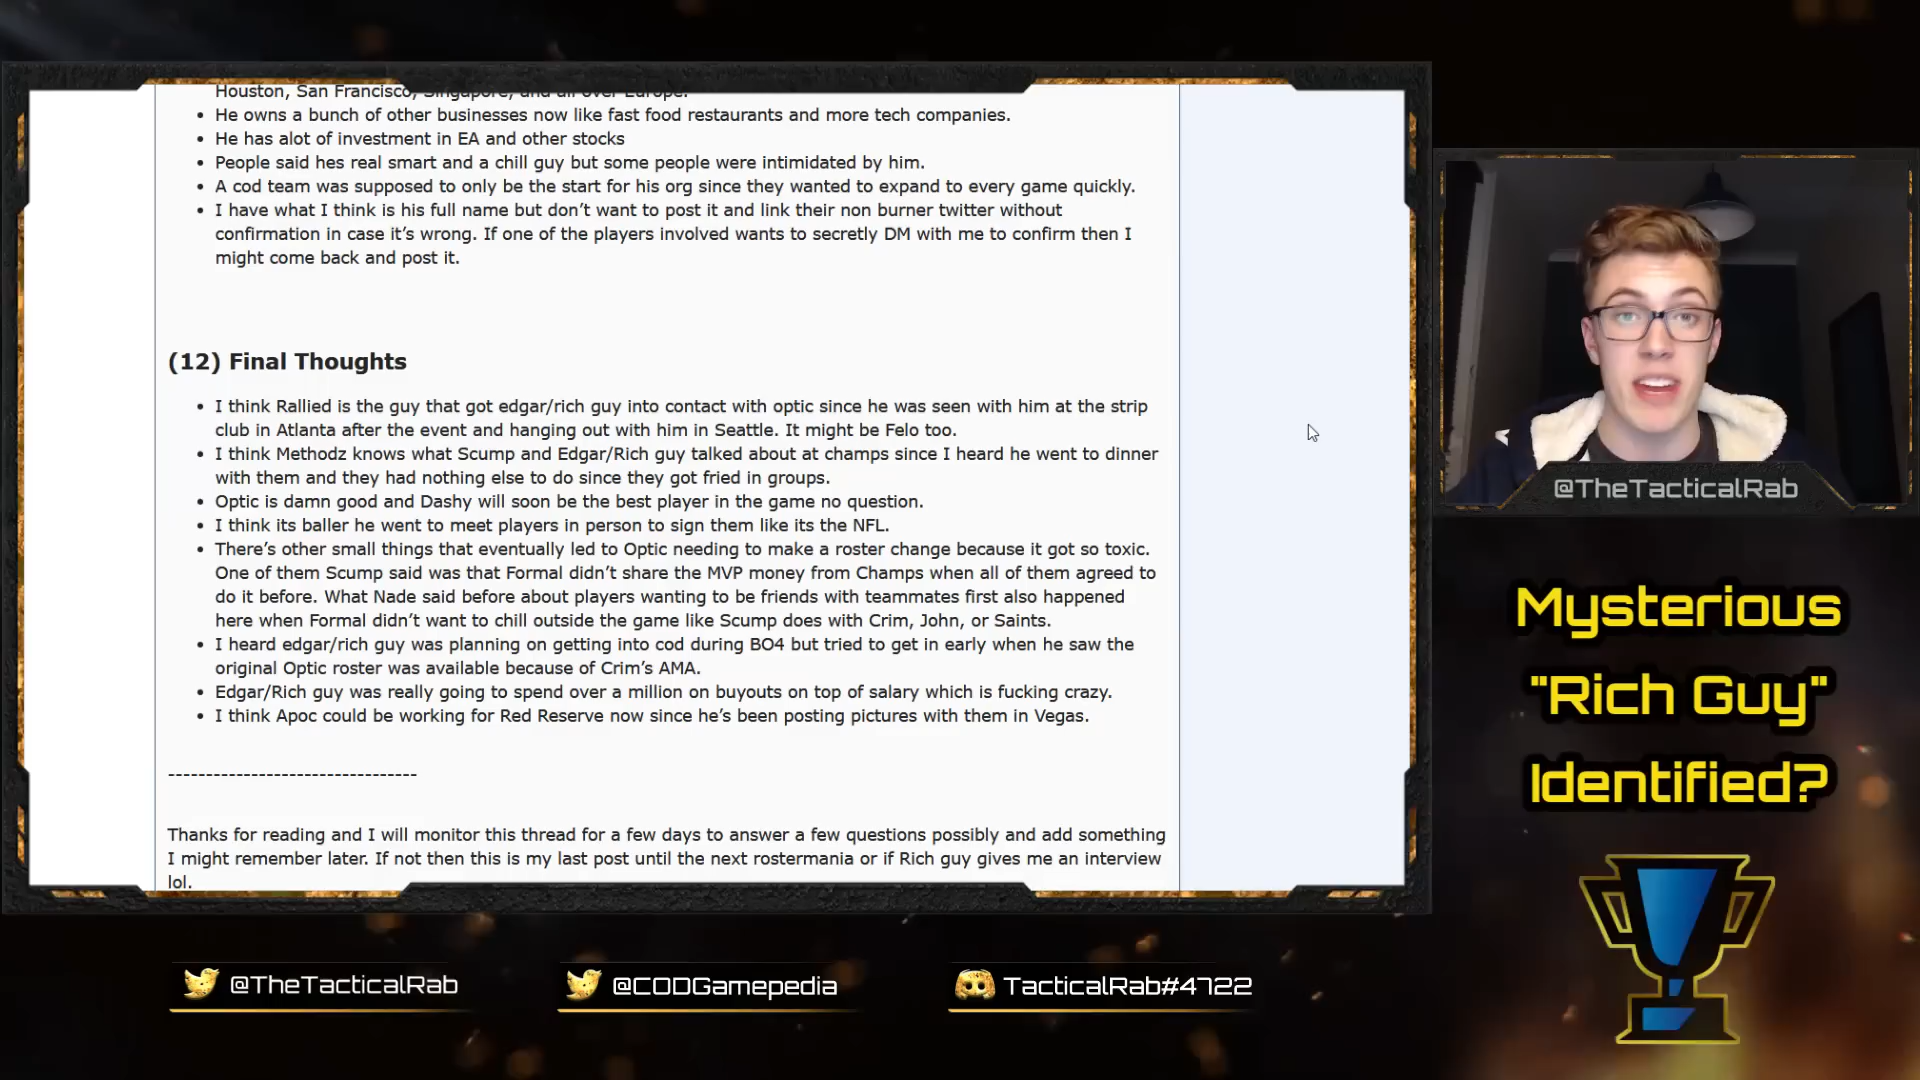 Houston, San Francisco, Singapore, and all over Europe.
• He owns a bunch of other businesses now like fast food restaurants and more tech companies.
• He has alot of investment in EA and other stocks
• People said hes real smart and a chill guy but some people were intimidated by him.
• A cod team was supposed to only be the start for his org since they wanted to expand to every game quickly.
• I have what I think is his full name but don't want to post it and link their non burner twitter without
confirmation in case it's wrong. If one of the players involved wants to secretly DM with me to confirm then I
might come back and post it.
(12) Final Thoughts
• I think Rallied is the guy that got edgar/rich guy into contact with optic since he was seen with him at the strip
club in Atlanta after the event and hanging out with him in Seattle. It might be Felo too.
• I think Methodz knows what Scump and Edgar/Rich guy talked about at champs since I heard he went to dinner
with them and they had nothing else to do since they got fried in groups.
• Optic is damn good and Dashy will soon be the best player in the game no question.
• I think its baller he went to meet players in person to sign them like its the NFL.
• There's other small things that eventually led to Optic needing to make a roster change because it got so toxic.
One of them Scump said was that Formal didn't share the MVP money from Champs when all of them agreed to
do it before. What Nade said before about players wanting to be friends with teammates first also happened
here when Formal didn't want to chill outside the game like Scump does with Crim, John, or Saints.
• I heard edgar/rich guy was planning on getting into cod during BO4 but tried to get in early when he saw the
original Optic roster was available because of Crim's AMA.
• Edgar/Rich guy was really going to spend over a million on buyouts on top of salary which is fucking crazy.
• I think Apoc could be working for Red Reserve now since he's been posting pictures with them in Vegas.
---------------------------------
Thanks for reading and I will monitor this thread for a few days to answer a few questions possibly and add something
I might remember later. If not then this is my last post until the next rostermania or if Rich guy gives me an interview
lol.
@TheTacticalRab
Mysterious
"Rich Guy"
Identified?
@TheTacticalRab
@CODGamepedia
TacticalRab#4722